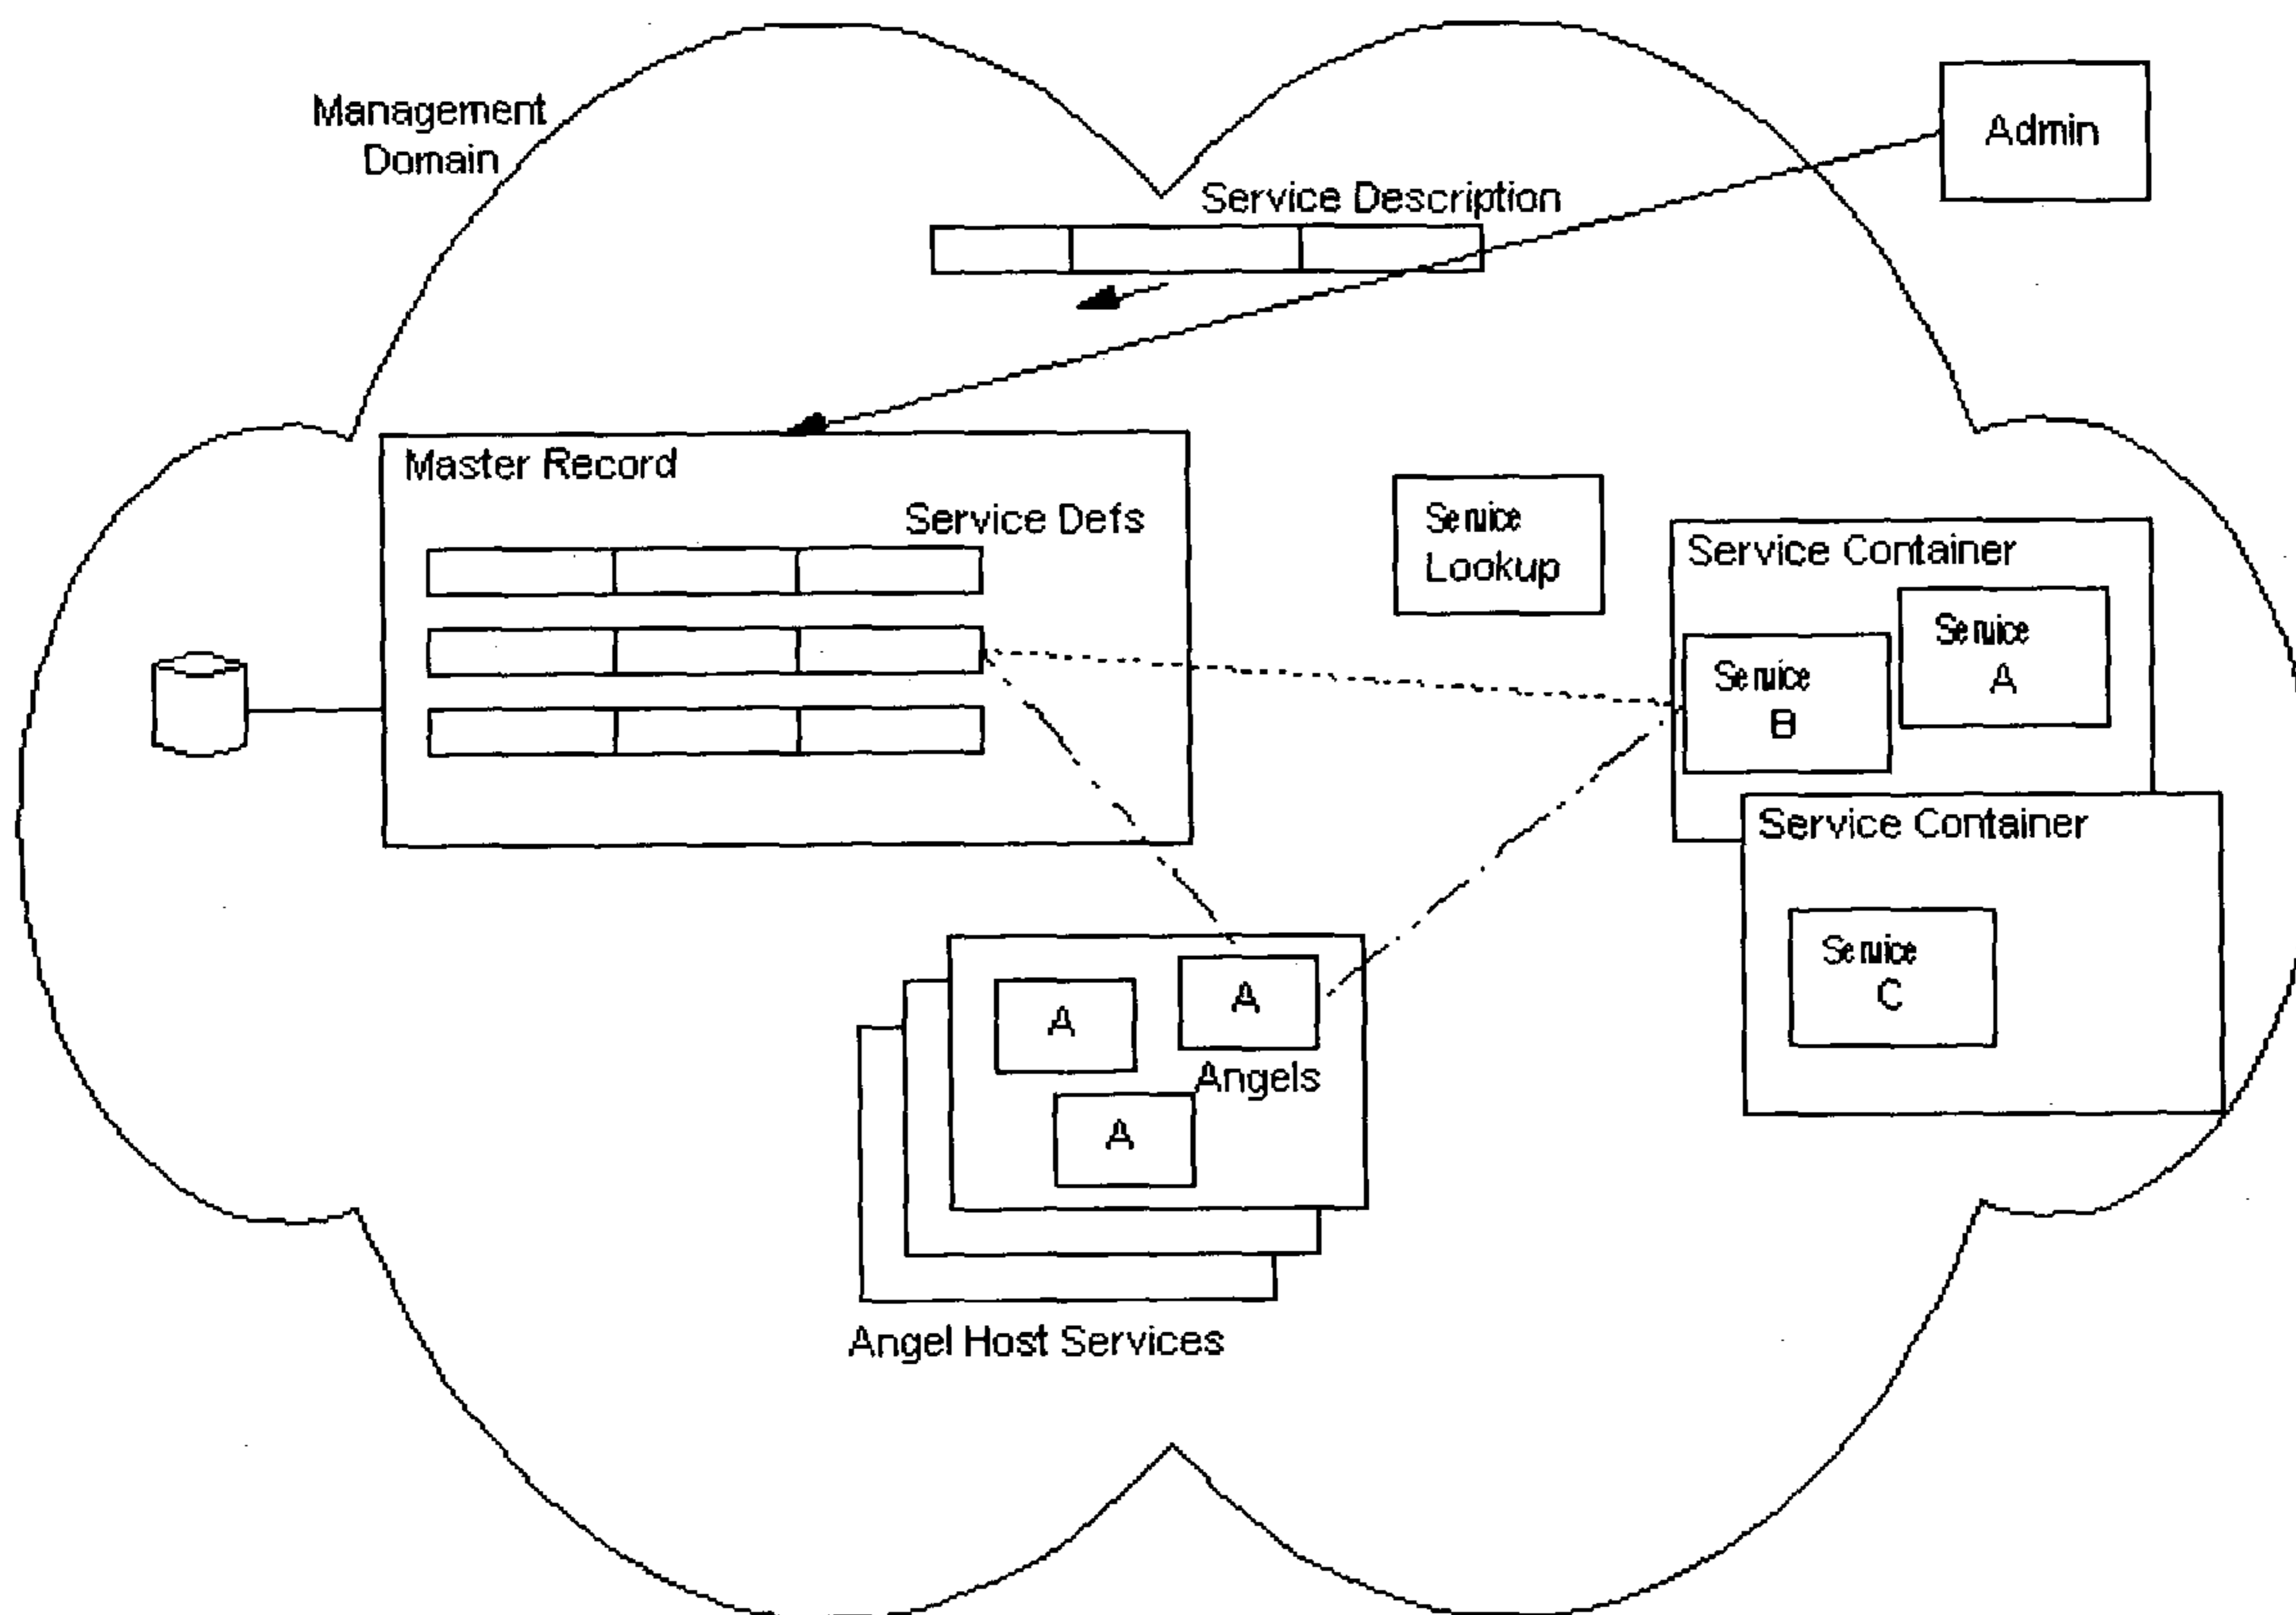 Management
Domain
Admin
Service Description
Master Record
Service Defs
Service
Lookup
Service Container
Service
A
Service
B
Service Container
Service
C
A
A
Angels
A
Angel Host Services